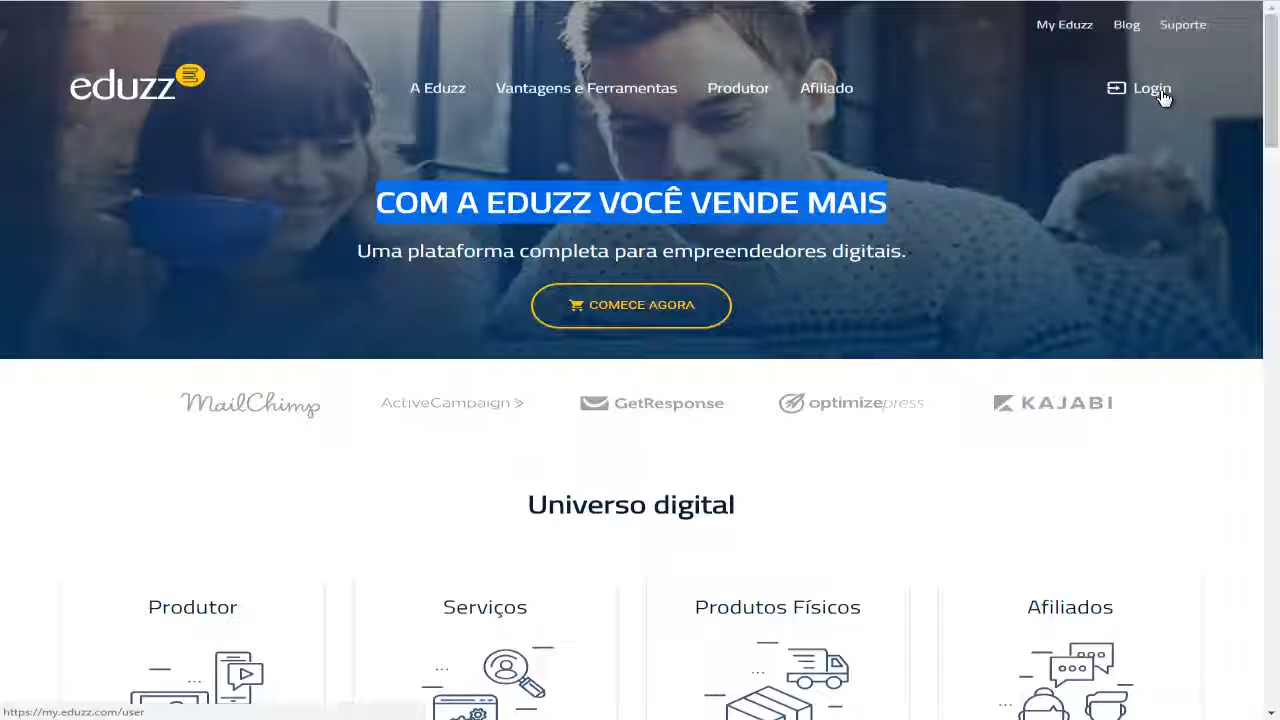 My Eduzz Blog Suporte
eduzz
A Eduzz Vantagens e Ferramentas Produtor Afiliado Login
COM A EDUZZ VOCÊ VENDE MAIS
Uma plataforma completa para empreendedores digitais.
COMECE AGORA
MailChimp ActiveCampaign > GetResponse optimizepress KAJABI
Universo digital
Produtor Serviços Produtos Físicos Afiliados
https://my.eduzz.com/user